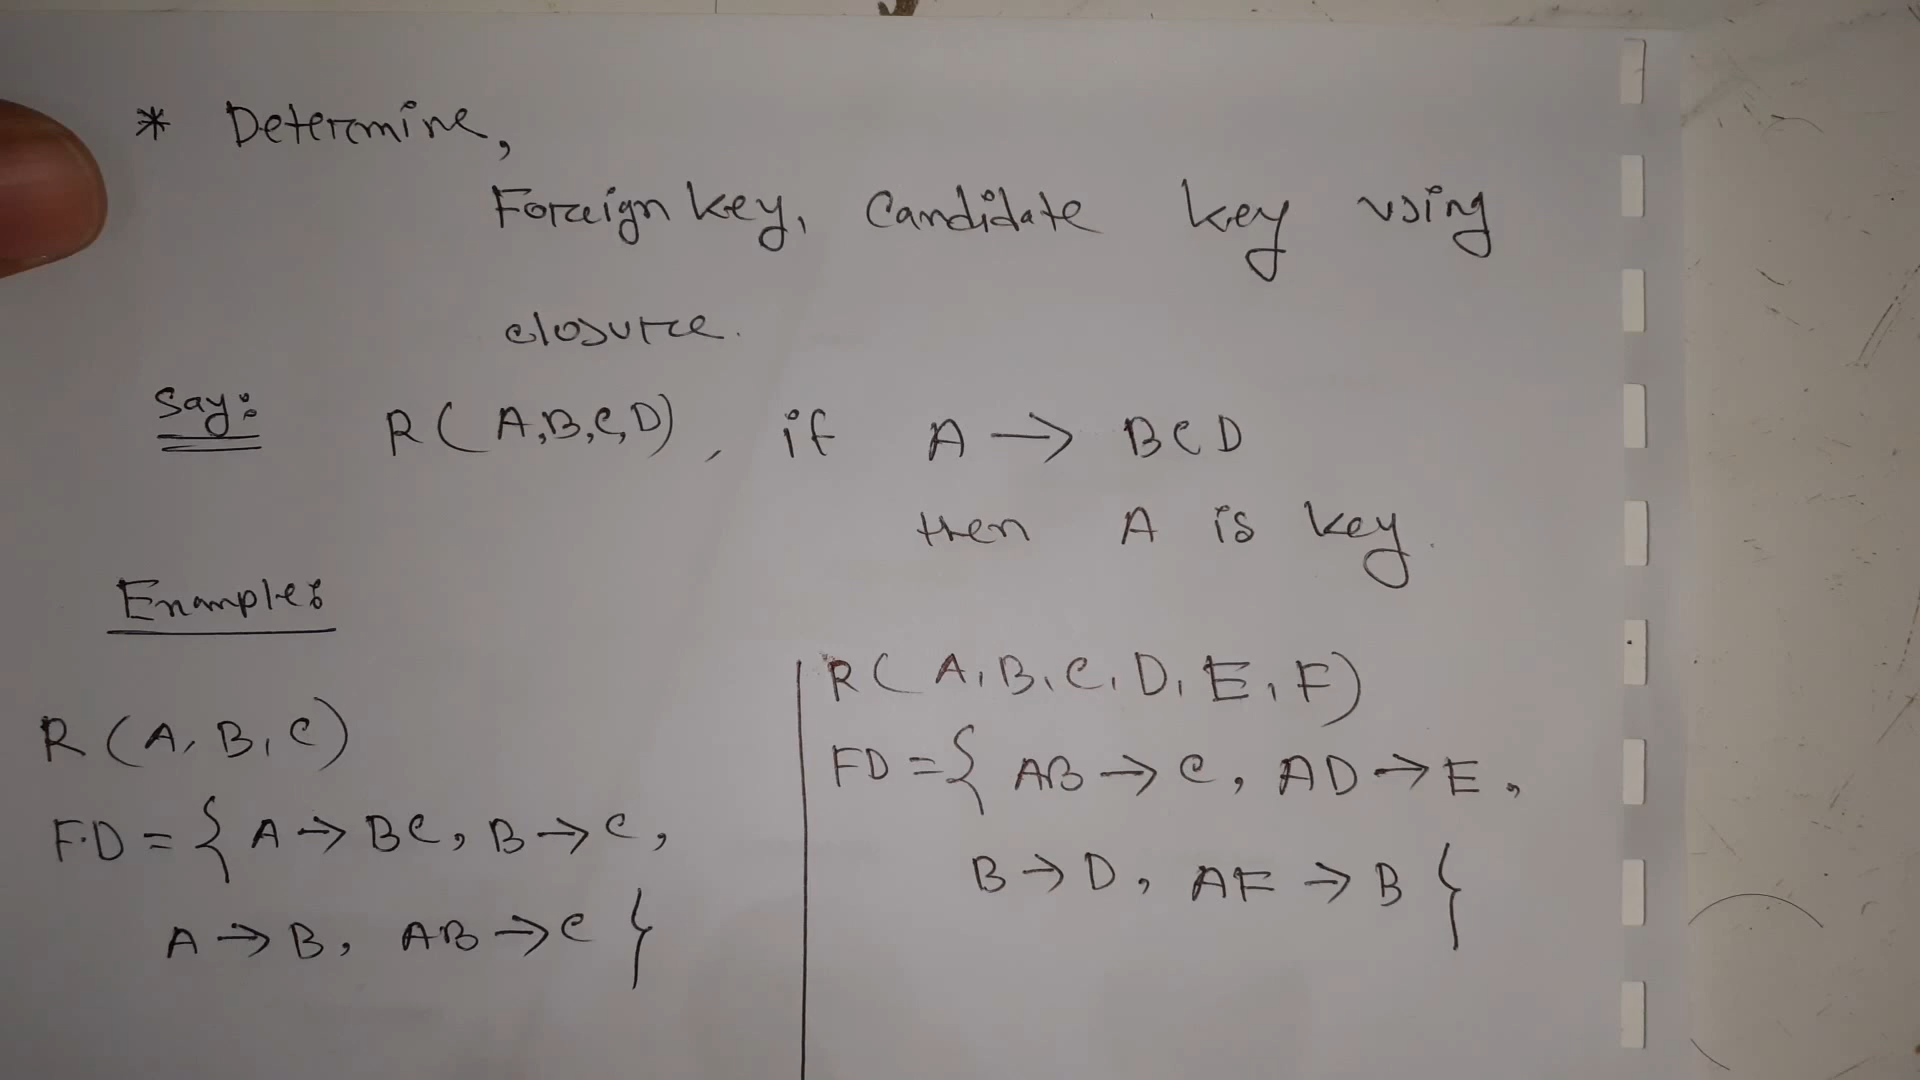 * Determine,
Foreign key, Candidate key using
closure.
Say: R(A,B,C,D), if A → BCD
then A is key.
Example:
R(A,B,C)
F.D = { A → BC, B → C,
A → B, AB → C }
R(A,B,C,D,E,F)
FD = { AB → C, AD → E,
B → D, AF → B }